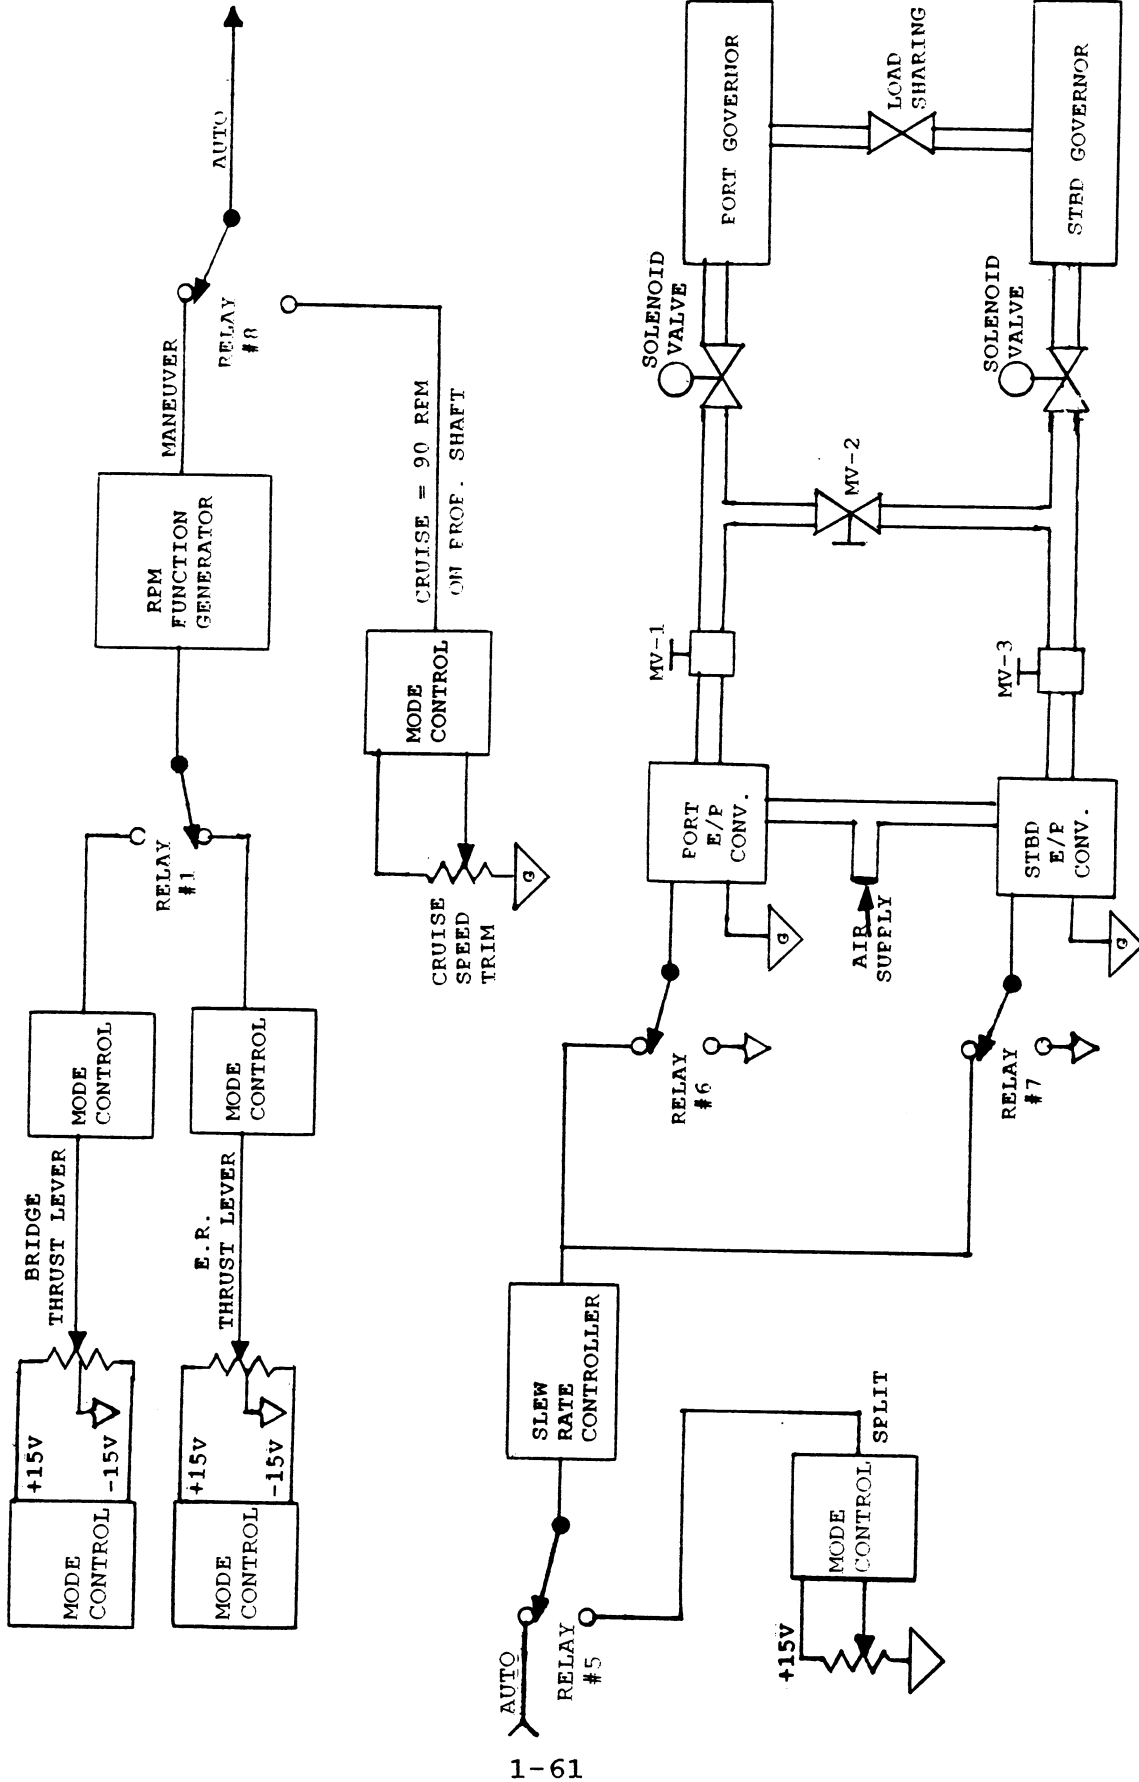 MODE
CONTROL
+15V
-15V
BRIDGE
THRUST LEVER
MODE
CONTROL
MODE
CONTROL
+15V
-15V
E.R.
THRUST LEVER
MODE
CONTROL
RELAY
#1
RPM
FUNCTION
GENERATOR
MANEUVER
RELAY
#8
AUTO
CRUISE
SPEED
TRIM
G
MODE
CONTROL
CRUISE = 90 RPM
ON PROP. SHAFT
AUTO
RELAY
#5
SLEW
RATE
CONTROLLER
+15V
MODE
CONTROL
SPLIT
RELAY
#6
PORT
E/P
CONV.
G
AIR
SUPPLY
RELAY
#7
STBD
E/P
CONV.
G
MV-1
MV-2
MV-3
SOLENOID
VALVE
PORT GOVERNOR
LOAD
SHARING
SOLENOID
VALVE
STBD GOVERNOR
1-61